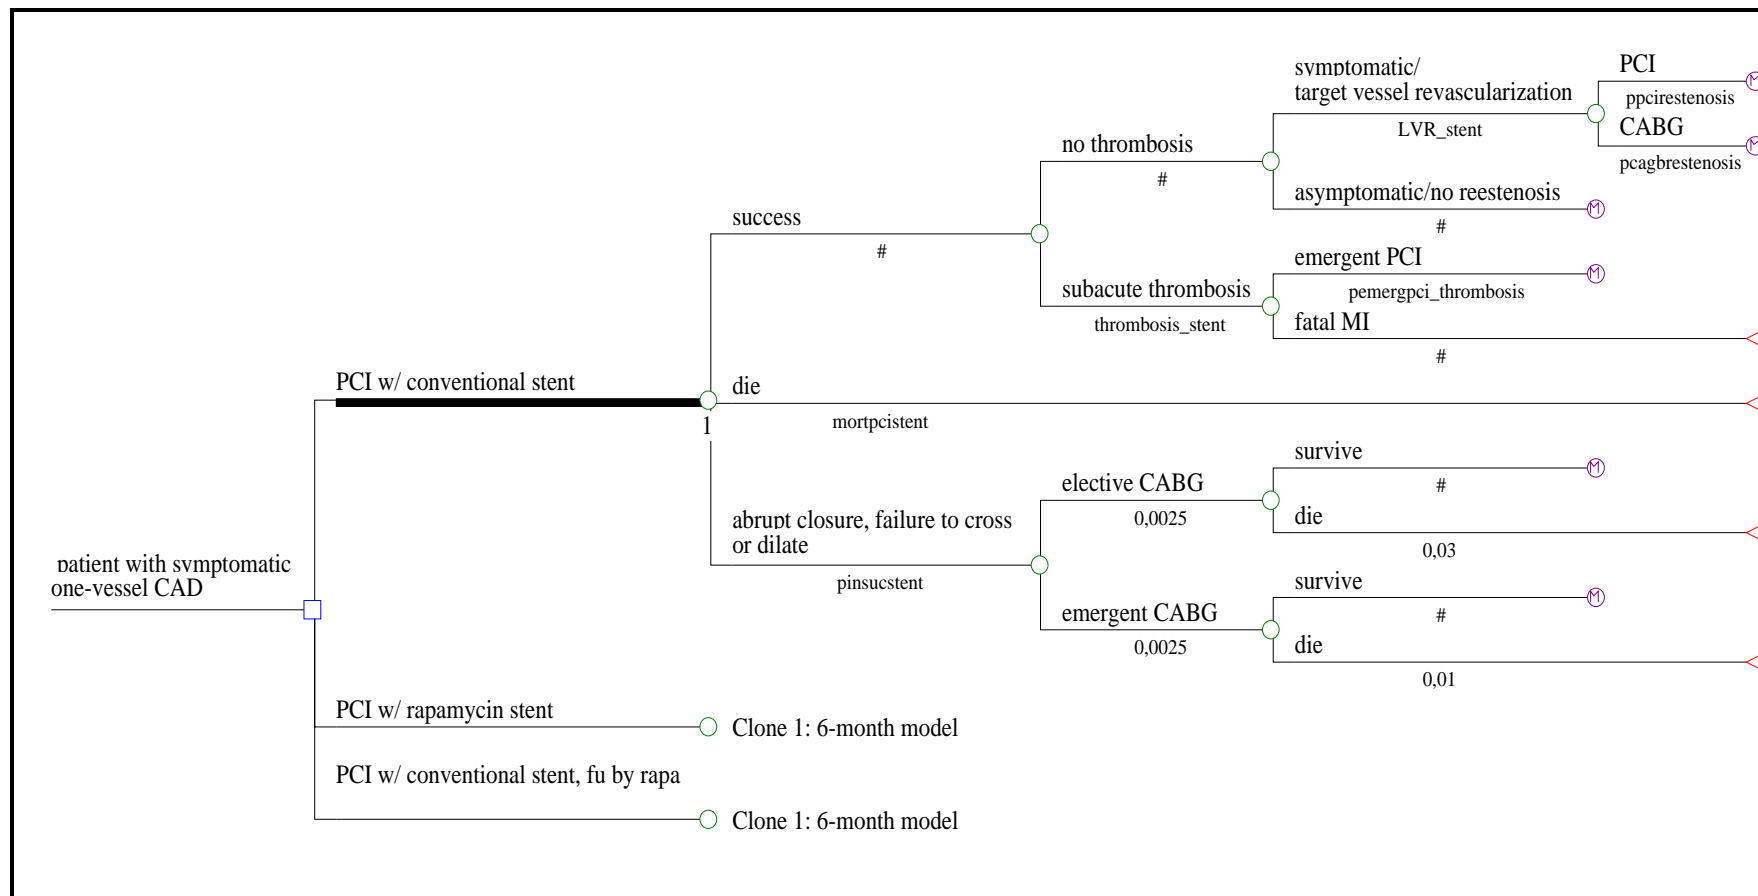 symptomatic/
target vessel revascularization
LVR_stent
PCI
ppcirestenosis
CABG
pcagbrestenosis
M
M
no thrombosis
#
asymptomatic/no reestenosis
#
M
success
#
emergent PCI
pemergpci_thrombosis
M
subacute thrombosis
thrombosis_stent
fatal MI
#
PCI w/ conventional stent
1
die
mortpcistent
survive
#
M
elective CABG
0,0025
die
0,03
abrupt closure, failure to cross
or dilate
pinsucstent
survive
#
M
emergent CABG
0,0025
die
0,01
patient with symptomatic
one-vessel CAD
PCI w/ rapamycin stent
Clone 1: 6-month model
PCI w/ conventional stent, fu by rapa
Clone 1: 6-month model